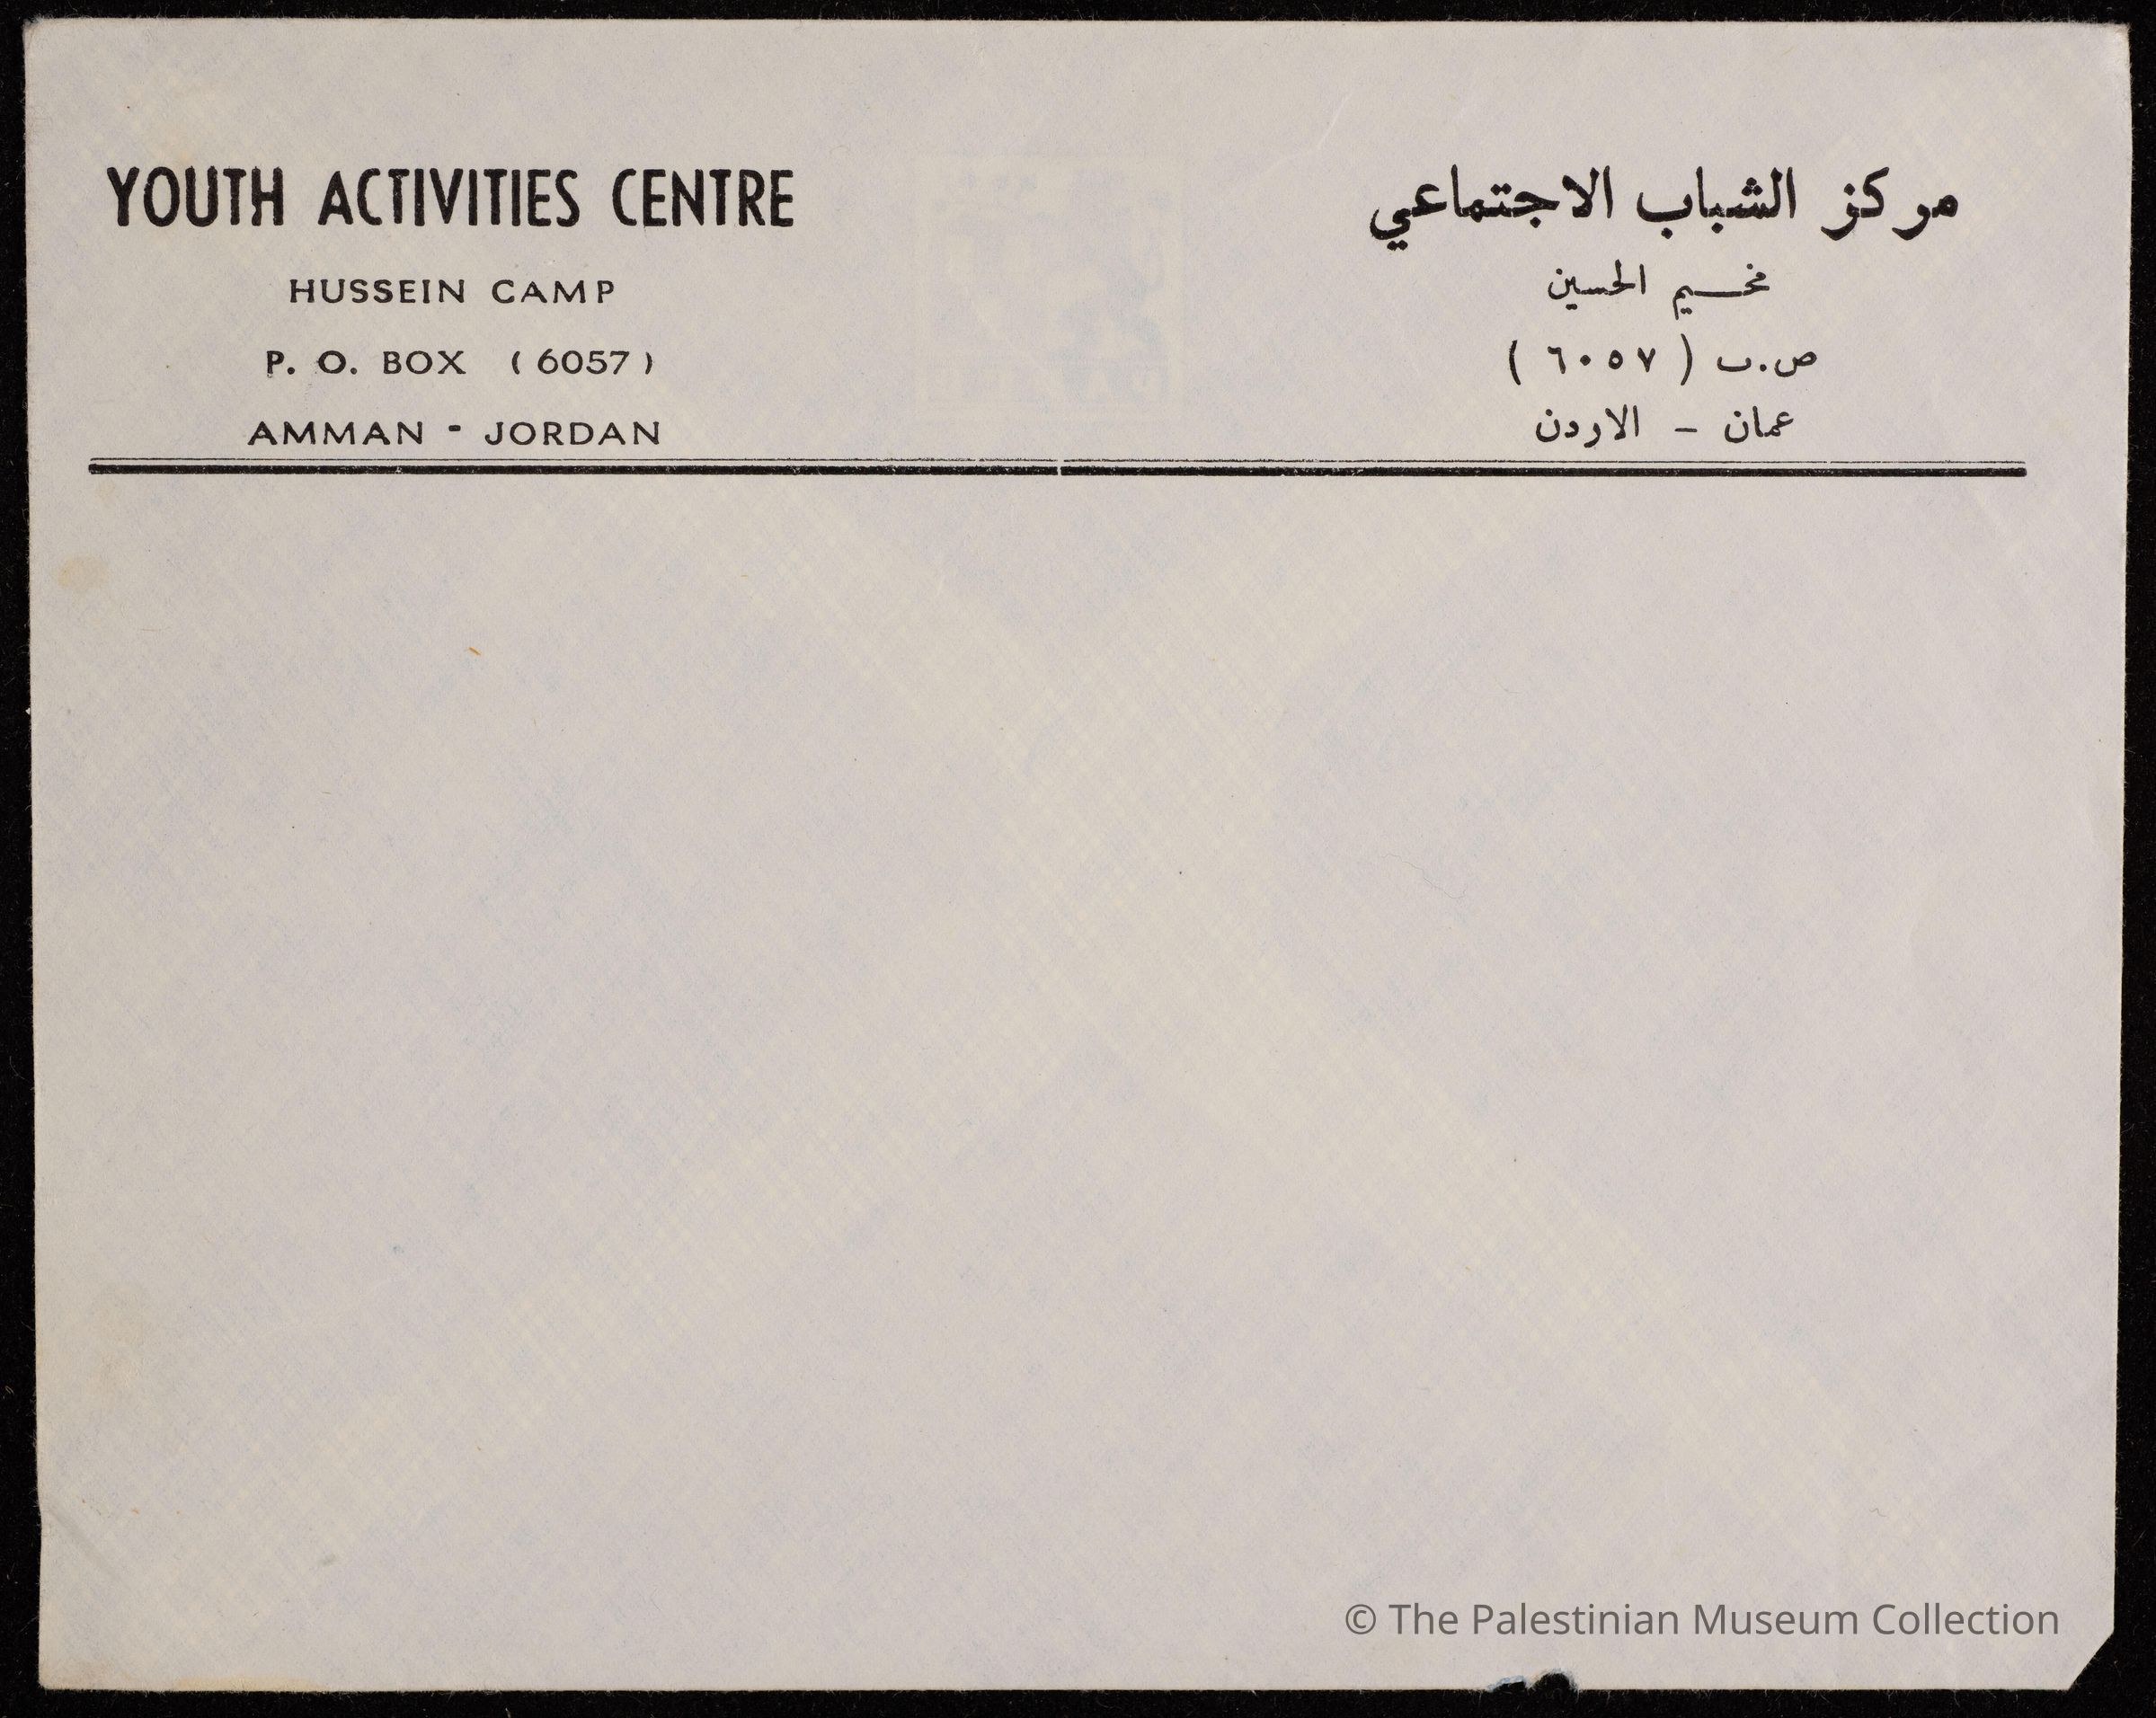 YOUTH ACTIVITIES CENTRE
HUSSEIN CAMP
P. O. BOX ( 6057 )
AMMAN - JORDAN
مركز الشباب الاجتماعي
مخيم الحسين
ص.ب ( ٦٠٥٧ )
عمان - الاردن
© The Palestinian Museum Collection